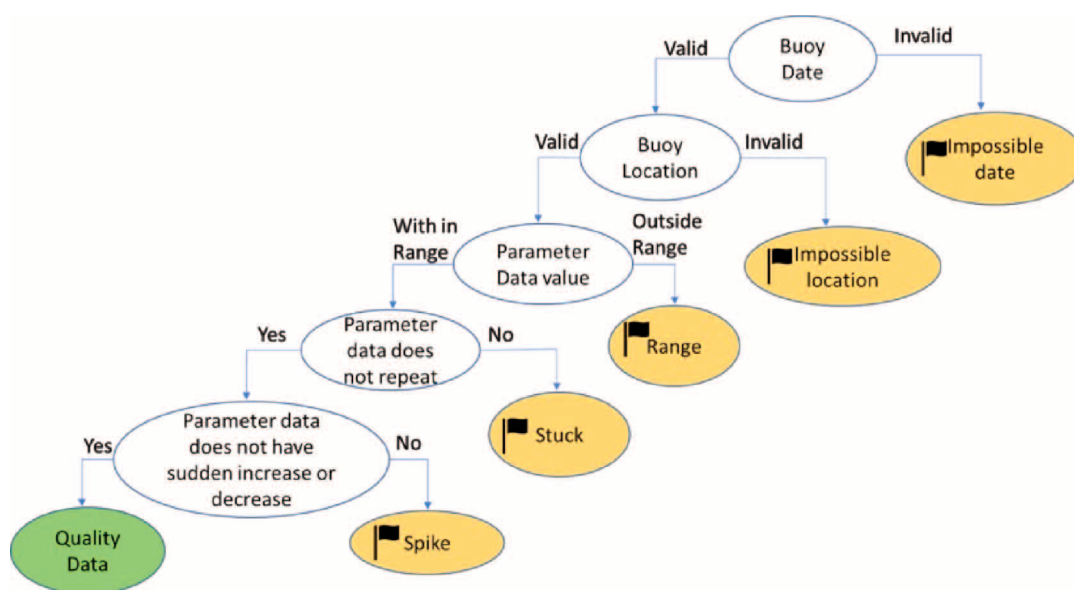 Valid
Buoy
Date
Invalid
Valid
Buoy
Location
Invalid
Impossible
date
With in
Range
Parameter
Data value
Outside
Range
Impossible
location
Yes
Parameter
data does
not repeat
No
Range
Yes
Parameter data
does not have
sudden increase or
decrease
No
Stuck
Quality
Data
Spike